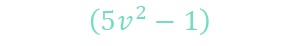 (5v² − 1)